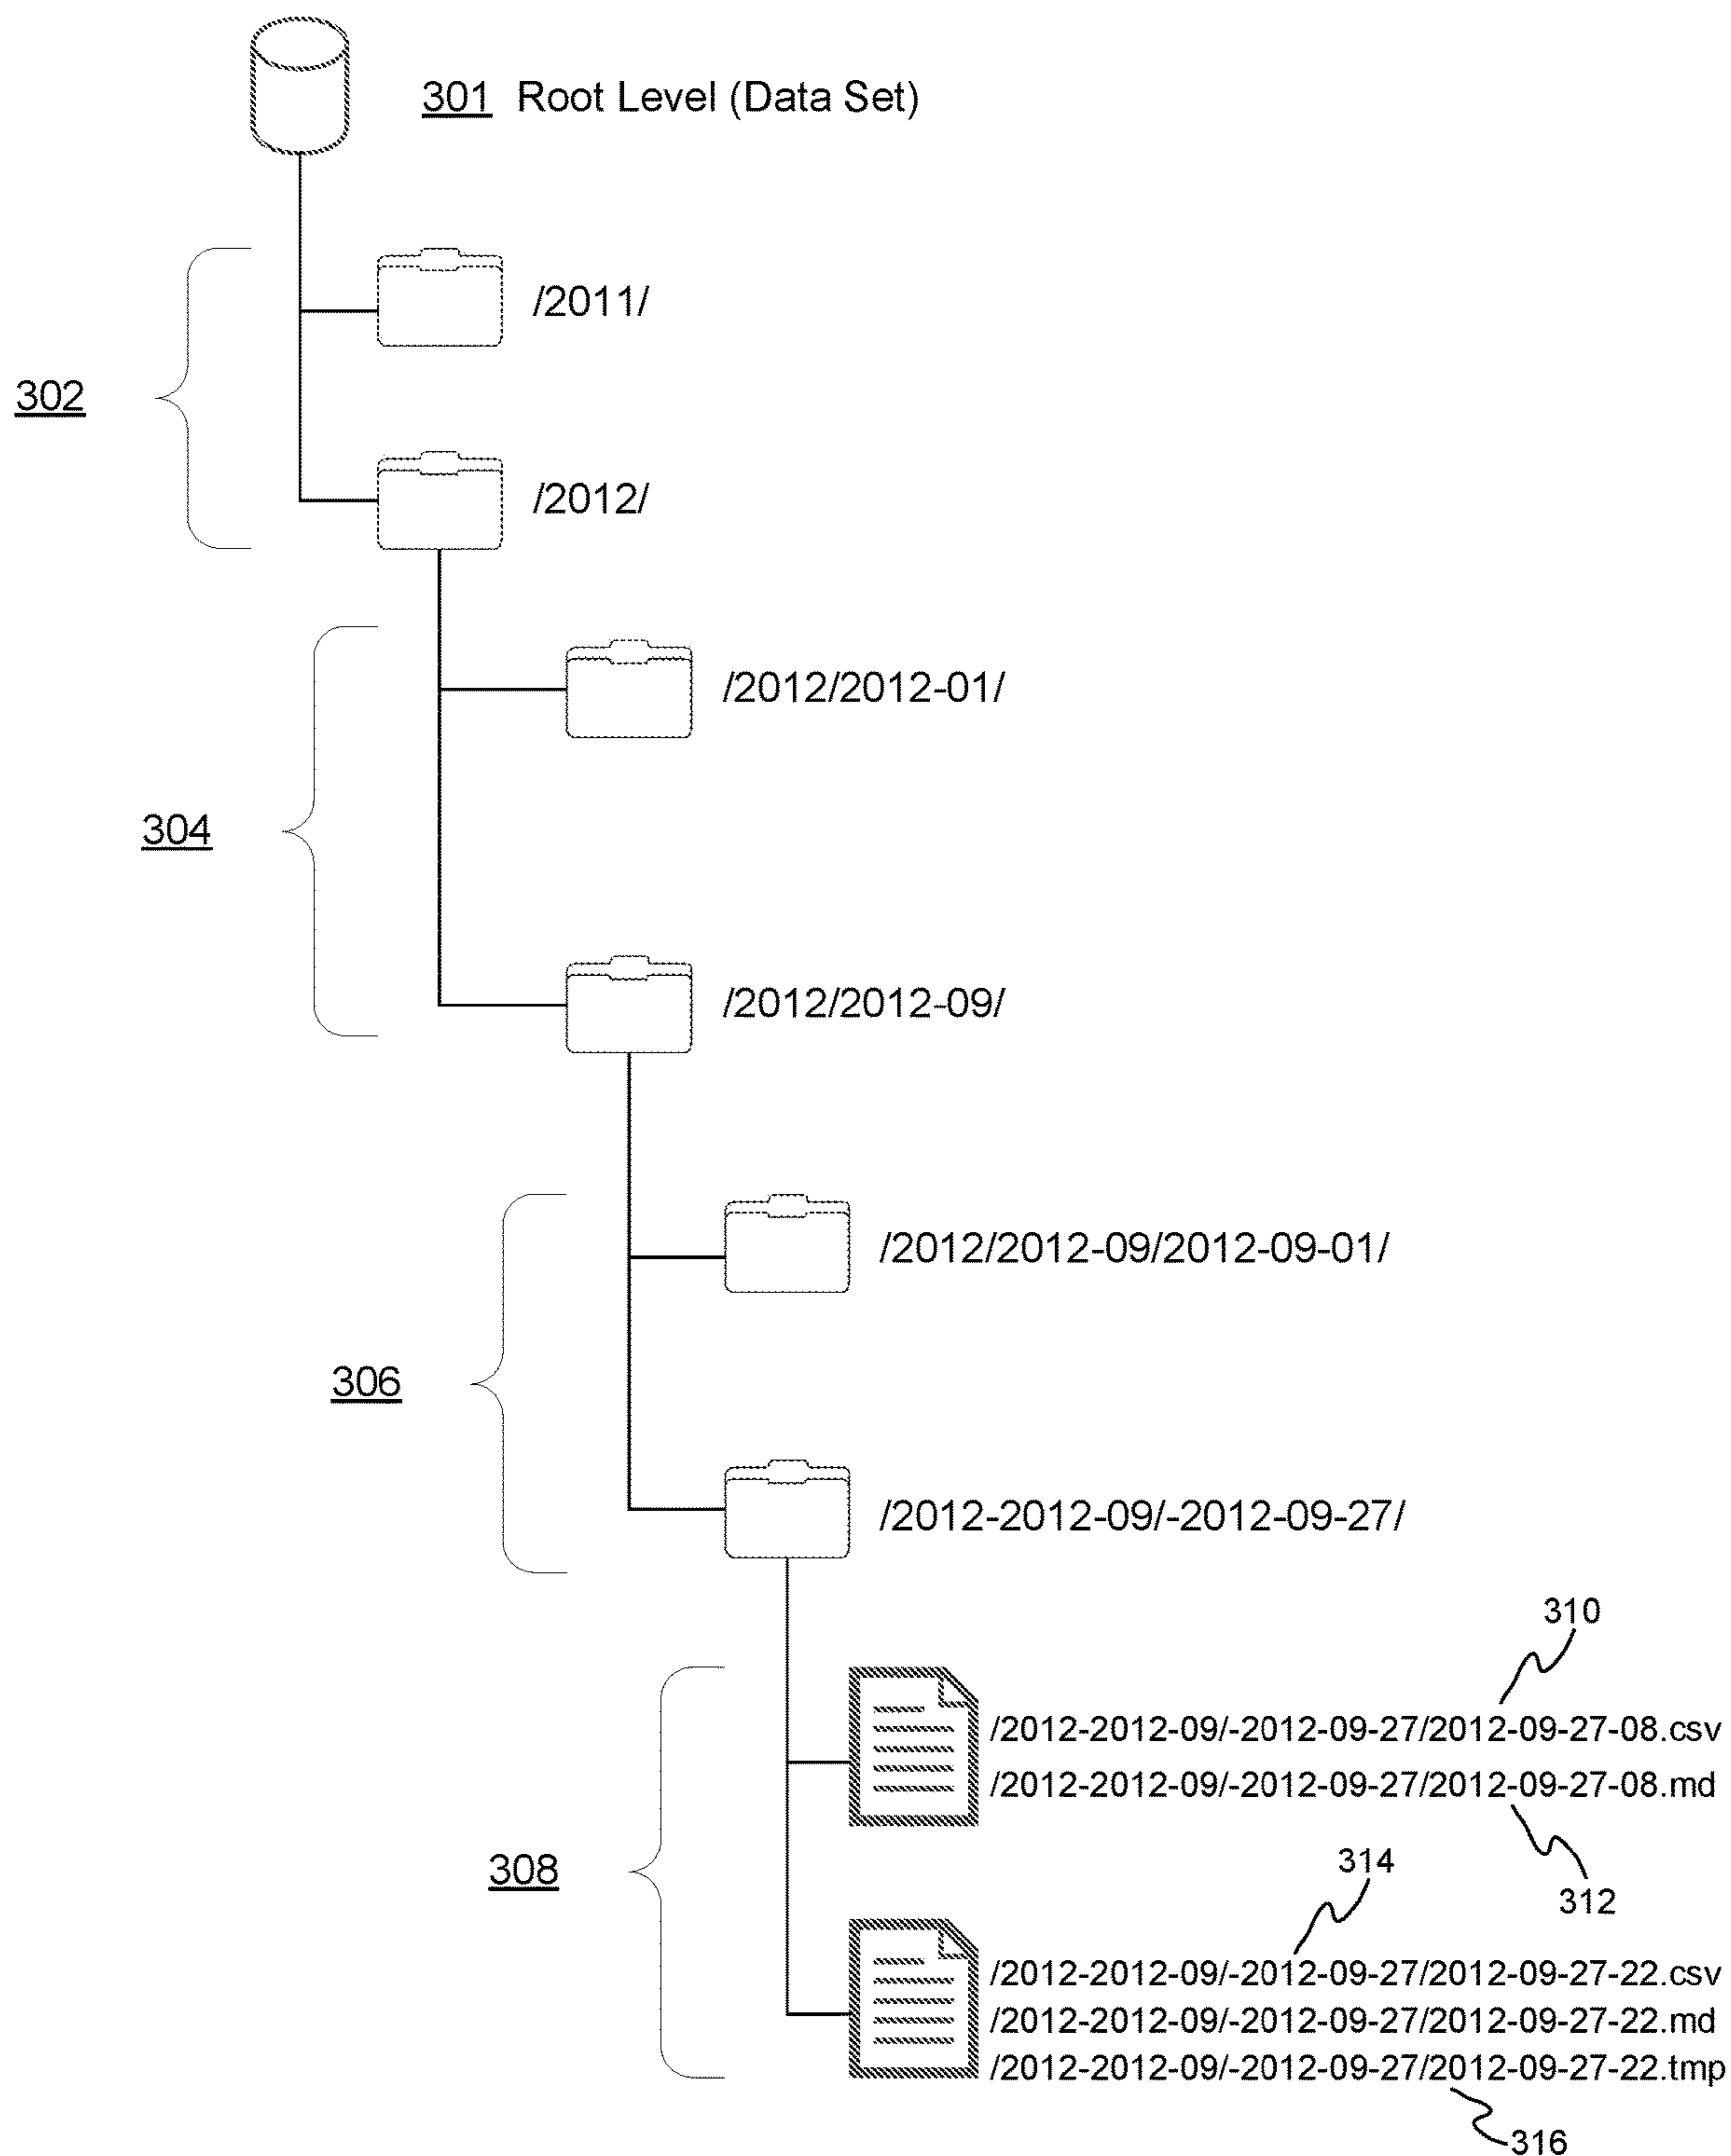 301 Root Level (Data Set)
/2011/
302
/2012/
/2012/2012-01/
304
/2012/2012-09/
/2012/2012-09/2012-09-01/
306
/2012-2012-09/-2012-09-27/
310
/2012-2012-09/-2012-09-27/2012-09-27-08.csv
/2012-2012-09/-2012-09-27/2012-09-27-08.md
308
314
312
/2012-2012-09/-2012-09-27/2012-09-27-22.csv
/2012-2012-09/-2012-09-27/2012-09-27-22.md
/2012-2012-09/-2012-09-27/2012-09-27-22.tmp
316